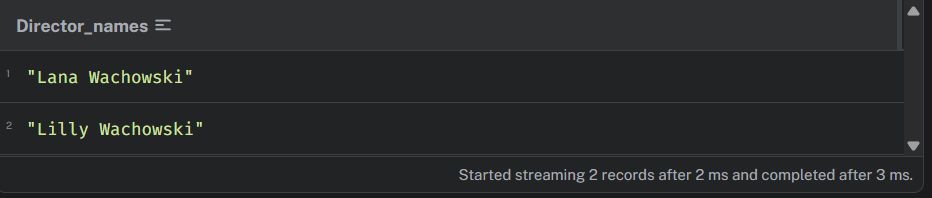 Director_names
1 "Lana Wachowski"
2 "Lilly Wachowski"
Started streaming 2 records after 2 ms and completed after 3 ms.